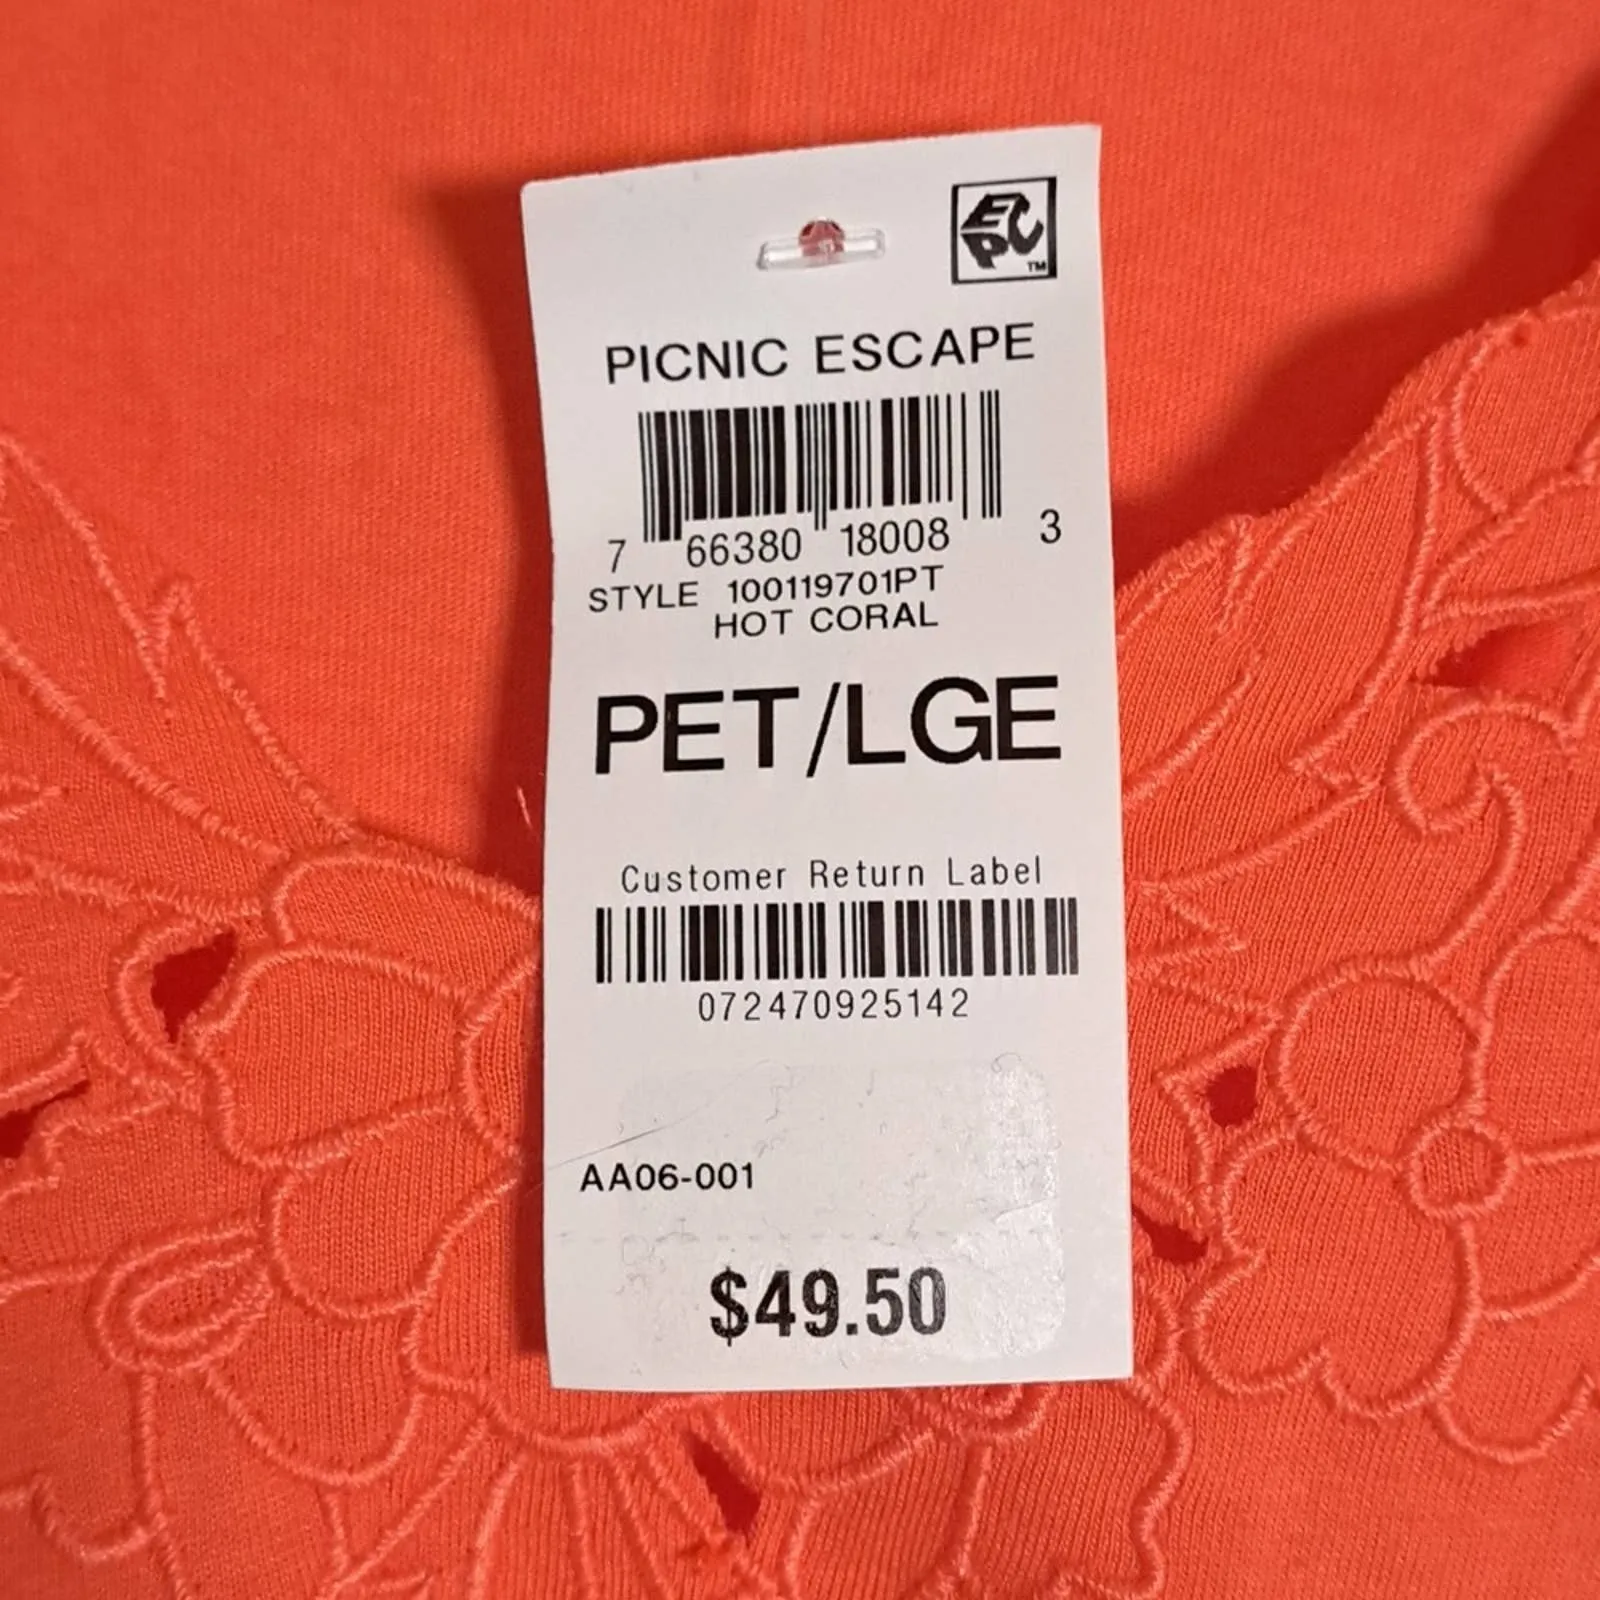 EPC
TM
PICNIC ESCAPE
7 66380 18008 3
STYLE 100119701PT
HOT CORAL
PET/LGE
Customer Return Label
072470925142
AA06-001
$49.50